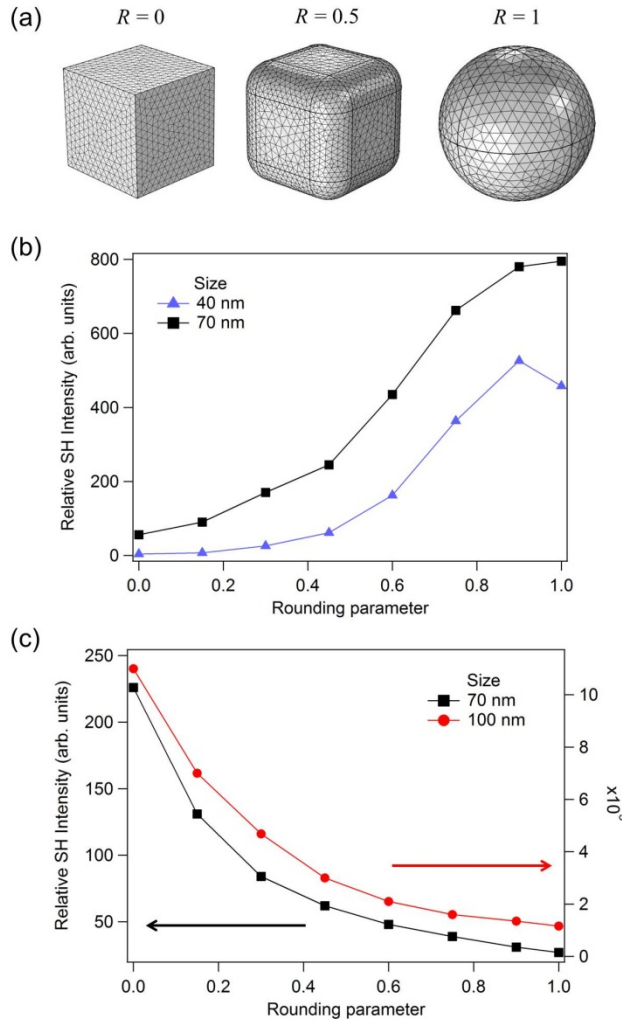 (a)
R = 0
R = 0.5
R = 1
(b)
800
600
400
200
0
Relative SH Intensity (arb. units)
Size
40 nm
70 nm
0.0
0.2
0.4
0.6
0.8
1.0
Rounding parameter
(c)
250
200
150
100
50
Relative SH Intensity (arb. units)
Size
70 nm
100 nm
10
8
6
4
2
0
0.0
0.2
0.4
0.6
0.8
1.0
Rounding parameter